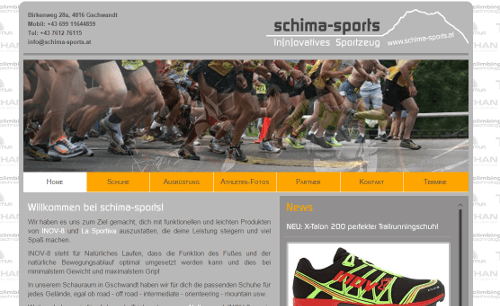 Birkenweg 28a, 4816 Gschwandt
Mobil: +43 699 11644859
Tel: +43 7612 76115
info@schima-sports.at
schima-sports
In(n)ovatives Sportzeug
www.schima-sports.at
Home Schuhe Ausrüstung Athleten-Fotos Partner Kontakt Termine
Willkommen bei schima-sports!
Wir haben es uns zum Ziel gemacht, dich mit funktionellen und leichten Produkten
von INOV-8 und La Sportiva auszustatten, die deine Leistung steigern und viel
Spaß machen.
INOV-8 steht für Natürliches Laufen, dass die Funktion des Fußes und der
natürliche Bewegungsablauf optimal umgesetzt werden kann und dies bei
minimalstem Gewicht und maximalstem Grip!
In unserem Schauraum in Gschwandt haben wir für dich die passenden Schuhe für
jedes Gelände, egal ob road - off road - intermediate - orienteering - mountain usw.
News
NEU: X-Talon 200 perfekter Trailrunningschuh!